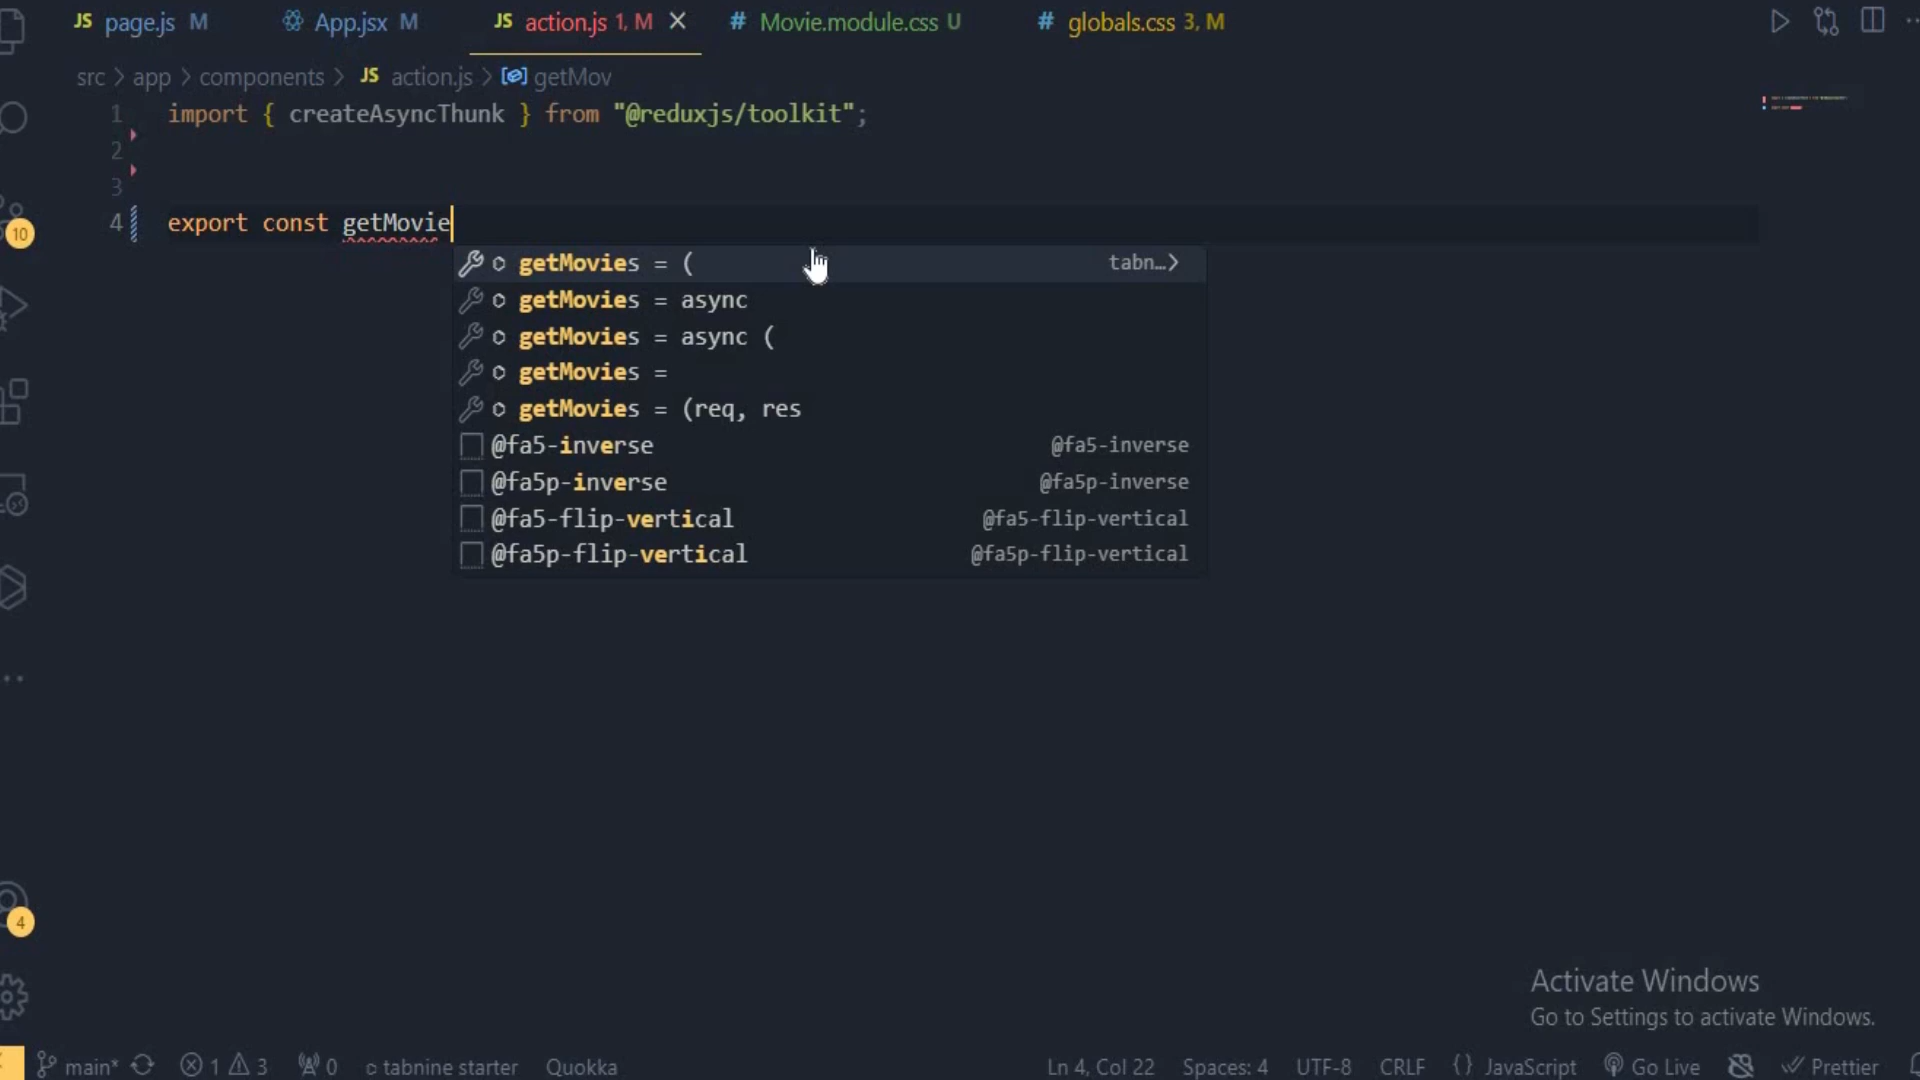 JS page.js M App.jsx M JS action.js 1, M # Movie.module.css U # globals.css 3, M
src > app > components > JS action.js > getMov
1 import { createAsyncThunk } from "@reduxjs/toolkit";
2
3
4 export const getMovie
getMovies = ( tabn…>
getMovies = async
getMovies = async (
getMovies =
getMovies = (req, res
@fa5-inverse @fa5-inverse
@fa5p-inverse @fa5p-inverse
@fa5-flip-vertical @fa5-flip-vertical
@fa5p-flip-vertical @fa5p-flip-vertical
10
4
Activate Windows
Go to Settings to activate Windows.
main* 1 3 0 tabnine starter Quokka Ln 4, Col 22 Spaces: 4 UTF-8 CRLF {} JavaScript Go Live Prettier